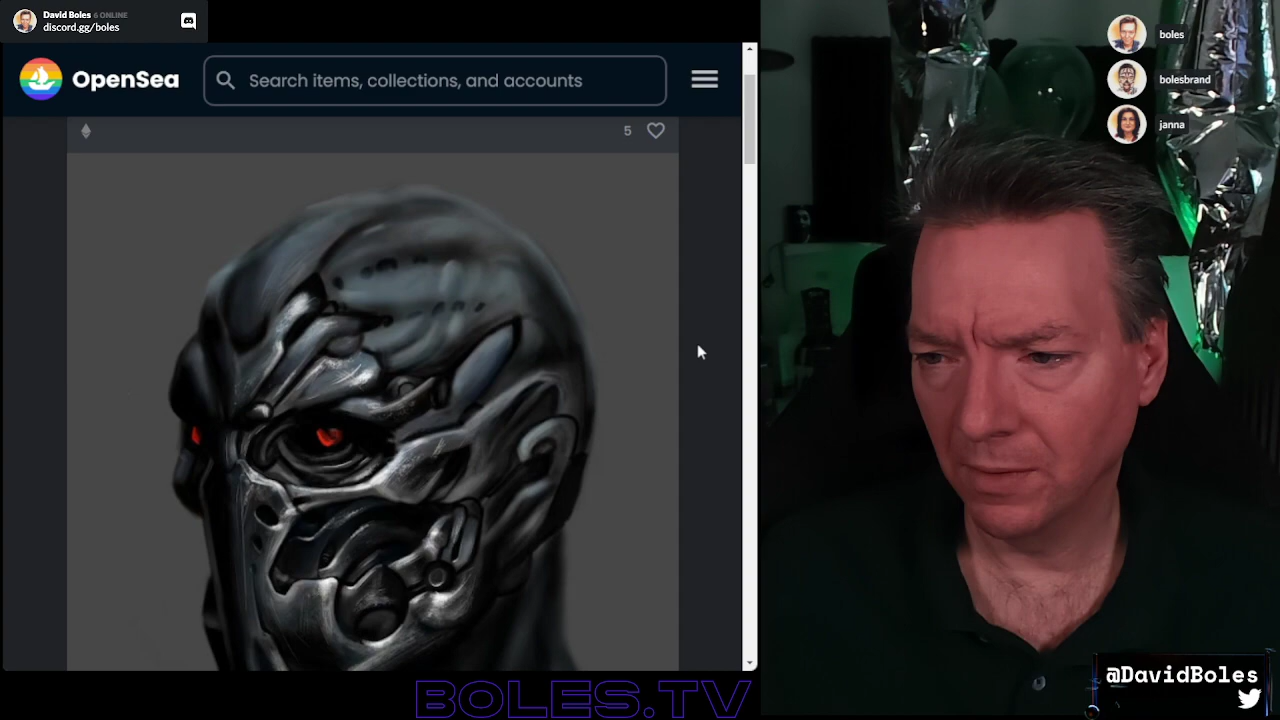 David Boles 6 ONLINE
discord.gg/boles
OpenSea
Search items, collections, and accounts
5
boles
bolesbrand
janna
@DavidBoles
BOLES.TV